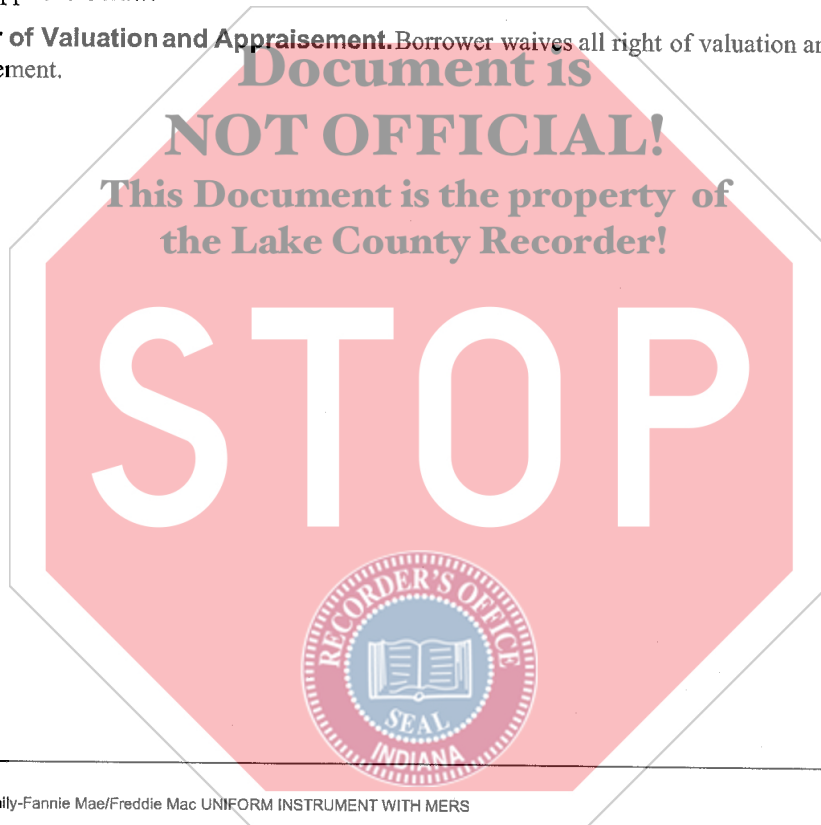 r of Valuation and Appraisement. Borrower waives all right of valuation
ement.
Document is
NOT OFFICIAL!
This Document is the property of
the Lake County Recorder!
STOP
RECORDER'S OFFICE
SEAL
INDIANA
ily-Fannie Mae/Freddie Mac UNIFORM INSTRUMENT WITH MERS